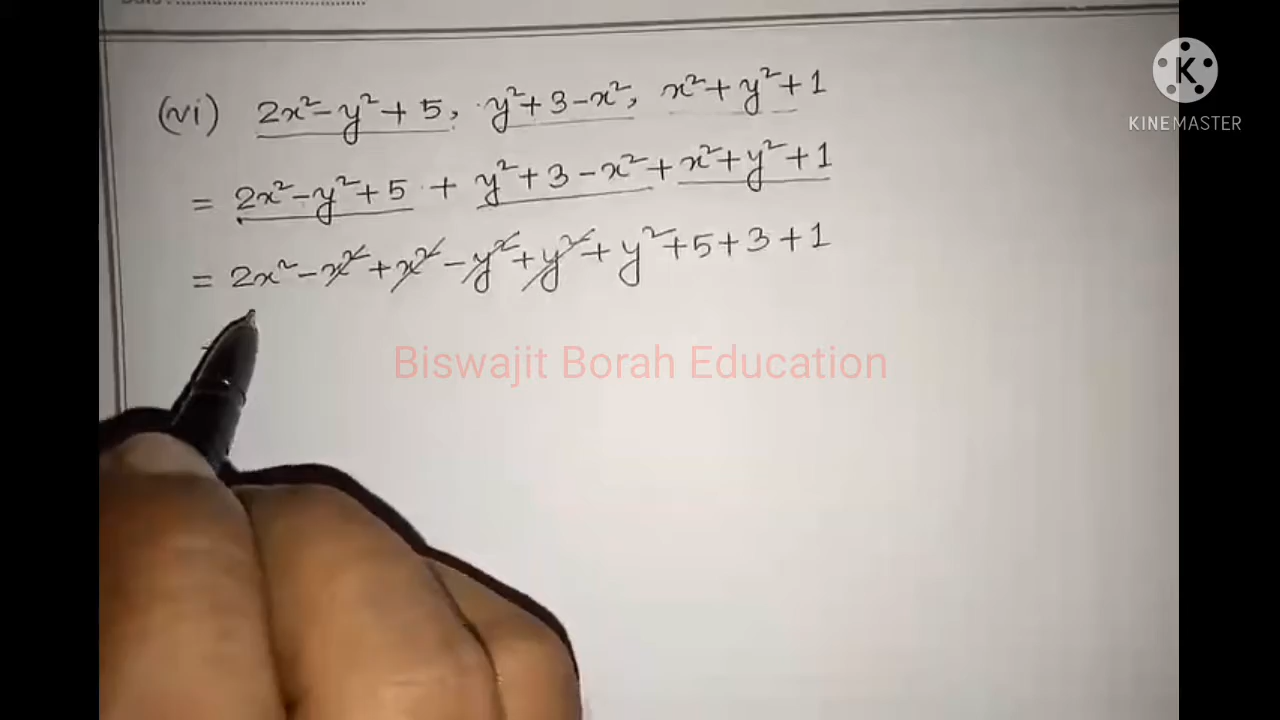 (vi) 2x² - y² + 5, y² + 3 - x², x² + y² + 1
= 2x² - y² + 5 + y² + 3 - x² + x² + y² + 1
= 2x² - x² + x² - y² + y² + y² + 5 + 3 + 1
Biswajit Borah Education
K
KINEMASTER